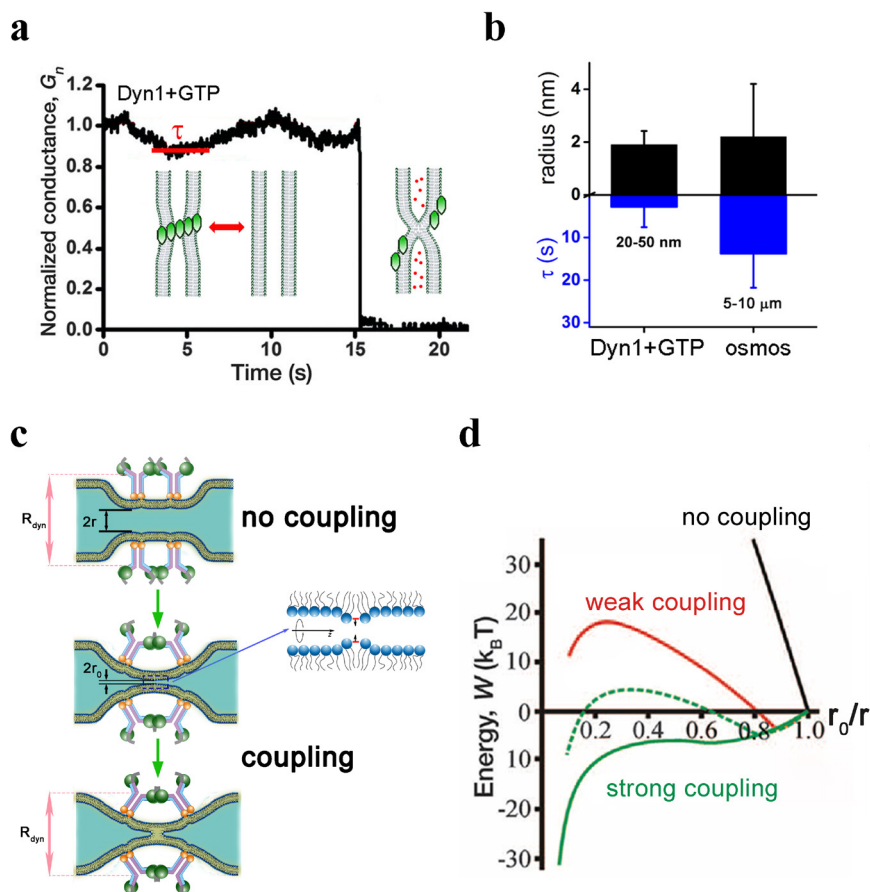 a
Normalized conductance, Gn
1.2
1.0
0.8
0.6
0.4
0.2
0.0
Dyn1+GTP
τ
0
5
10
15
20
Time (s)
b
radius (nm)
4
2
0
τ (s)
10
20
30
20-50 nm
5-10 μm
Dyn1+GTP
osmos
c
Rdyn
2r
no coupling
2r0
z
coupling
Rdyn
d
no coupling
Energy, W (kBT)
30
20
10
0
-10
-20
-30
weak coupling
0.2
0.4
0.6
0.8
1.0
r0/r
strong coupling